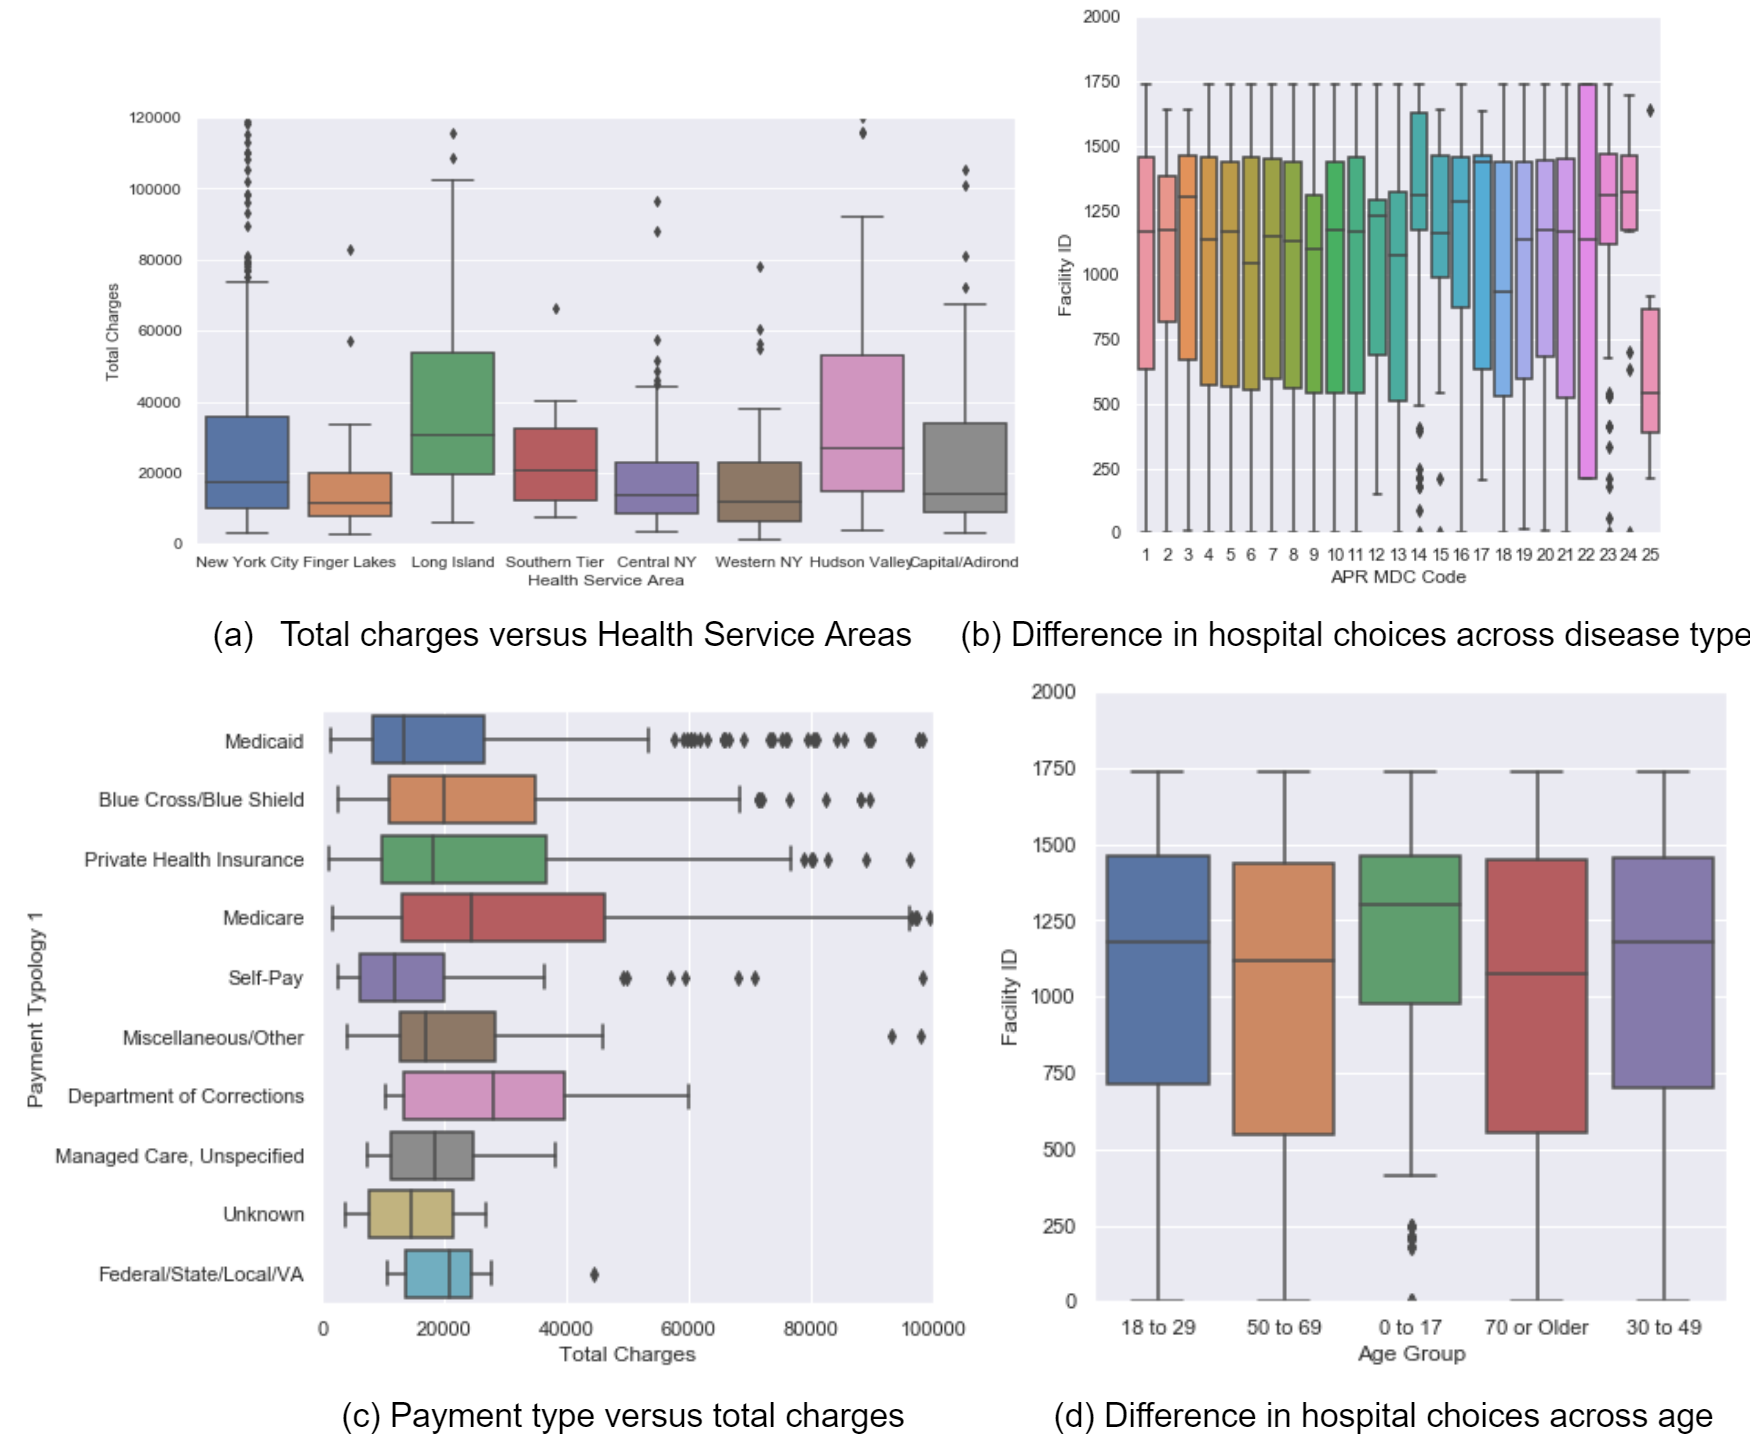 120000
100000
80000
60000
40000
20000
0
Total Charges
New York City Finger Lakes Long Island Southern Tier Central NY Western NY Hudson Valley Capital/Adirond
Health Service Area
(a) Total charges versus Health Service Areas
2000
1750
1500
1250
1000
750
500
250
0
Facility ID
1 2 3 4 5 6 7 8 9 10 11 12 13 14 15 16 17 18 19 20 21 22 23 24 25
APR MDC Code
(b) Difference in hospital choices across disease type
Payment Typology 1
Medicaid
Blue Cross/Blue Shield
Private Health Insurance
Medicare
Self-Pay
Miscellaneous/Other
Department of Corrections
Managed Care, Unspecified
Unknown
Federal/State/Local/VA
0 20000 40000 60000 80000 100000
Total Charges
(c) Payment type versus total charges
2000
1750
1500
1250
1000
750
500
250
0
Facility ID
18 to 29 50 to 69 0 to 17 70 or Older 30 to 49
Age Group
(d) Difference in hospital choices across age